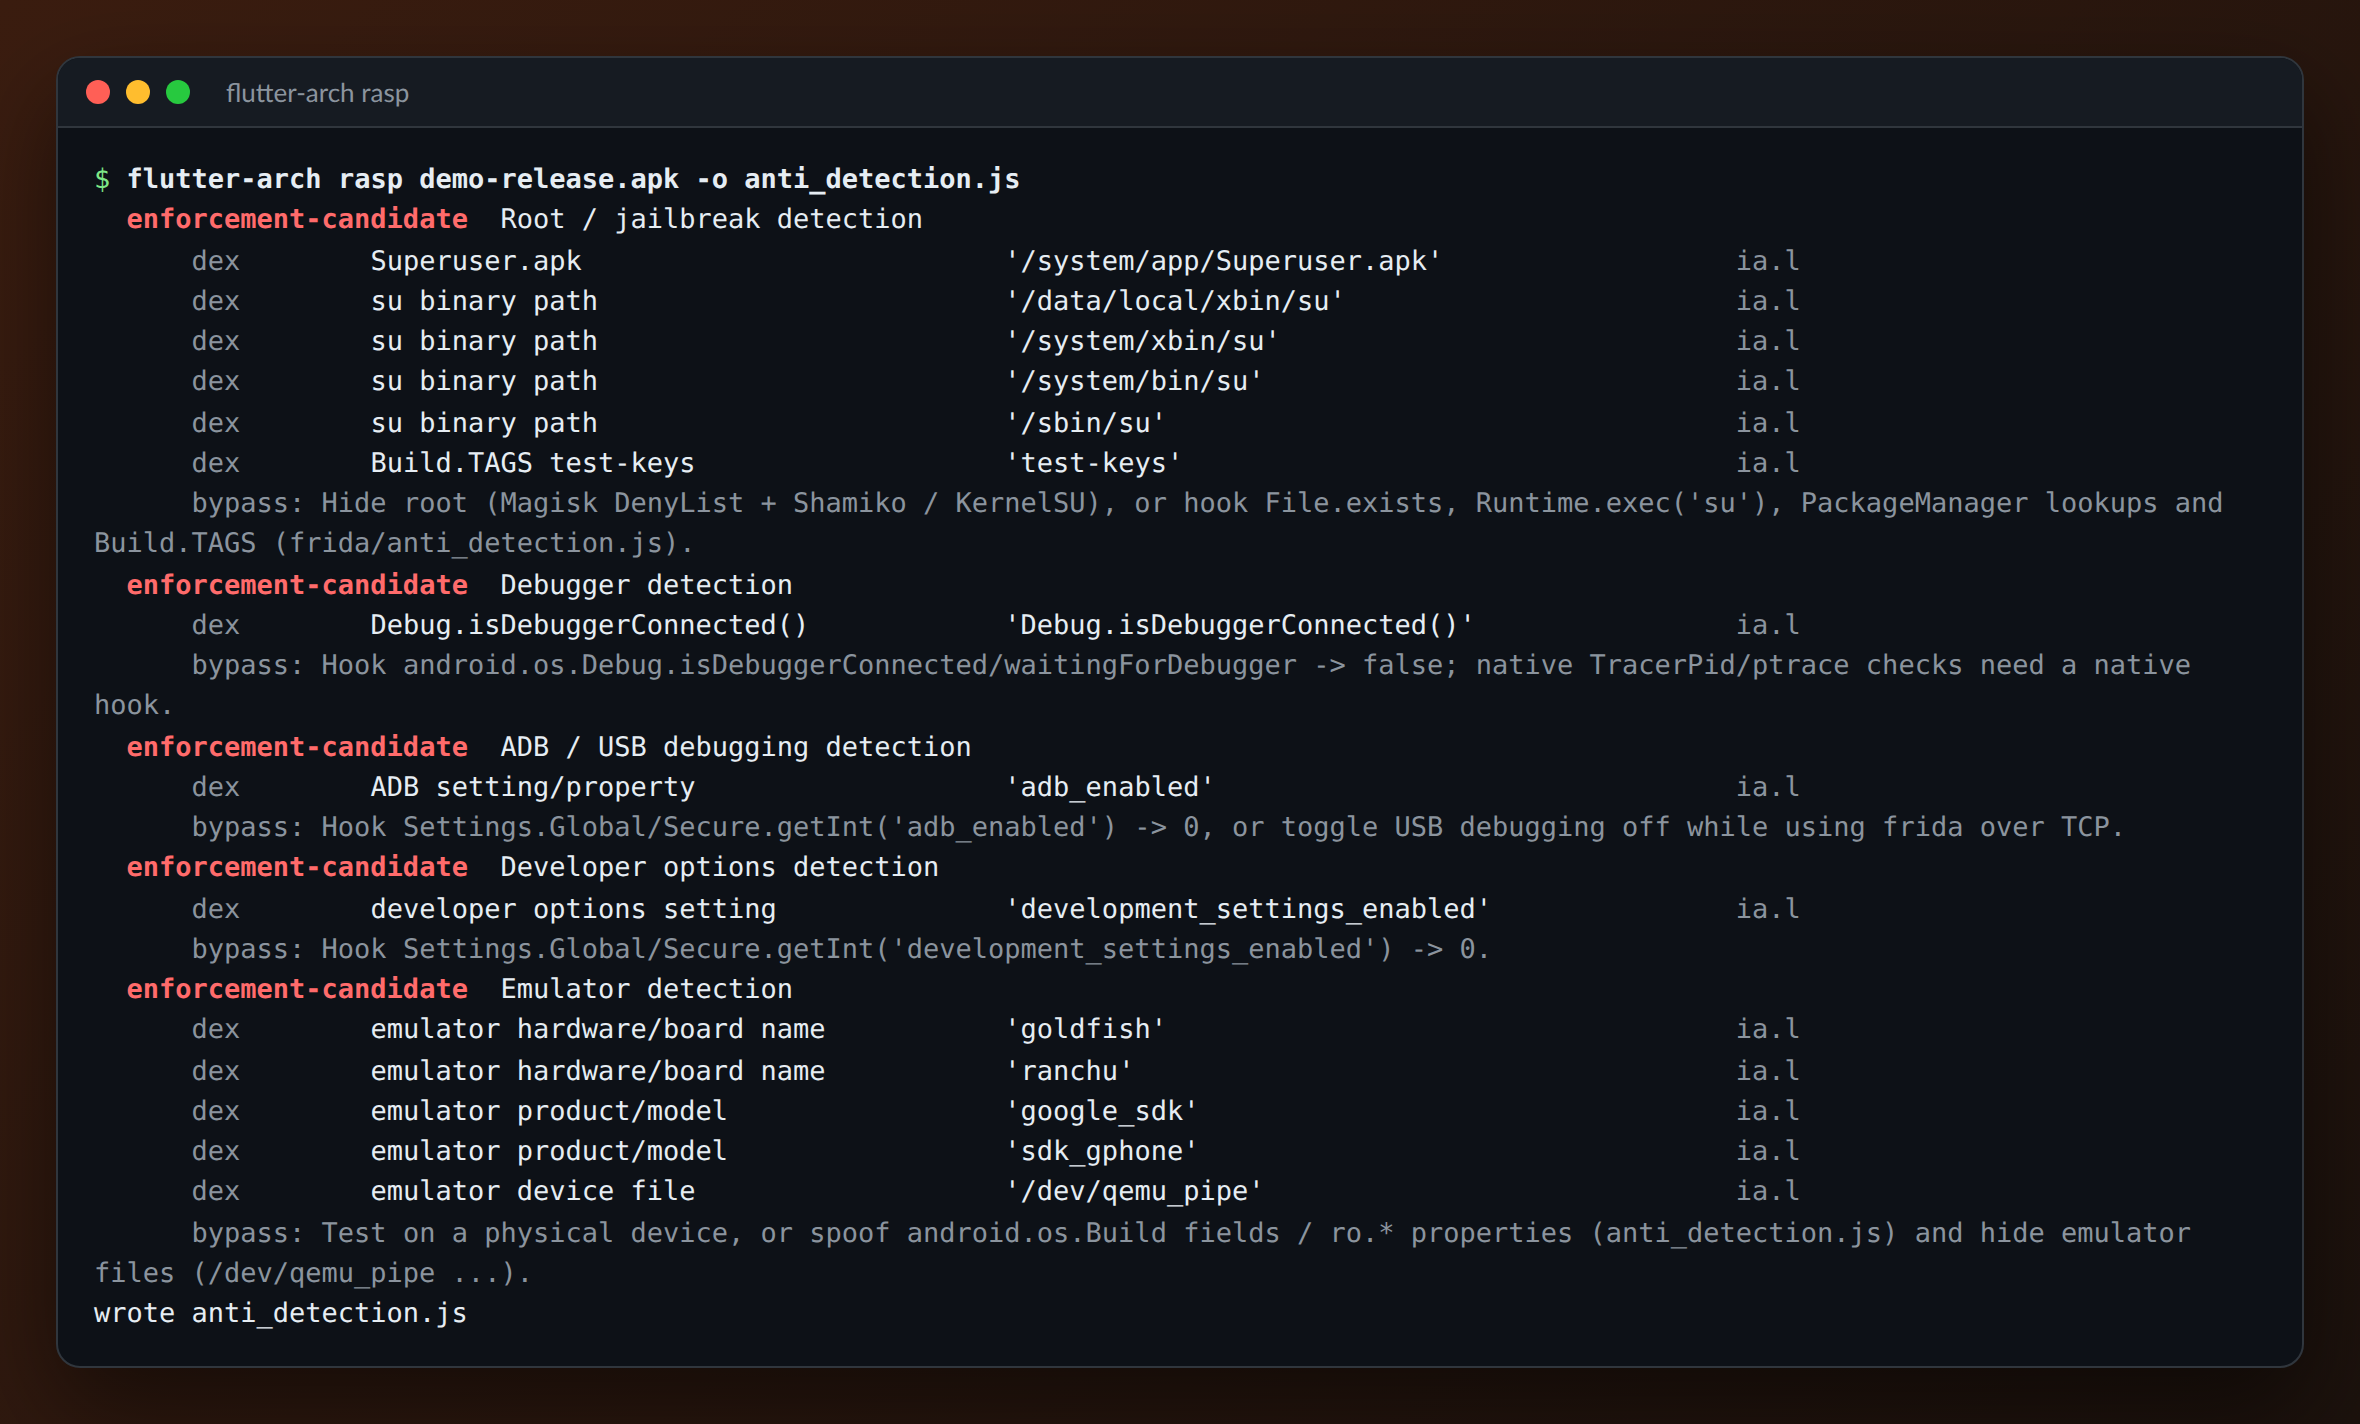 flutter-arch rasp
$ flutter-arch rasp demo-release.apk -o anti_detection.js
enforcement-candidate  Root / jailbreak detection
dex  Superuser.apk  '/system/app/Superuser.apk'  ia.l
dex  su binary path  '/data/local/xbin/su'  ia.l
dex  su binary path  '/system/xbin/su'  ia.l
dex  su binary path  '/system/bin/su'  ia.l
dex  su binary path  '/sbin/su'  ia.l
dex  Build.TAGS test-keys  'test-keys'  ia.l
bypass: Hide root (Magisk DenyList + Shamiko / KernelSU), or hook File.exists, Runtime.exec('su'), PackageManager lookups and
Build.TAGS (frida/anti_detection.js).
enforcement-candidate  Debugger detection
dex  Debug.isDebuggerConnected()  'Debug.isDebuggerConnected()'  ia.l
bypass: Hook android.os.Debug.isDebuggerConnected/waitingForDebugger -> false; native TracerPid/ptrace checks need a native
hook.
enforcement-candidate  ADB / USB debugging detection
dex  ADB setting/property  'adb_enabled'  ia.l
bypass: Hook Settings.Global/Secure.getInt('adb_enabled') -> 0, or toggle USB debugging off while using frida over TCP.
enforcement-candidate  Developer options detection
dex  developer options setting  'development_settings_enabled'  ia.l
bypass: Hook Settings.Global/Secure.getInt('development_settings_enabled') -> 0.
enforcement-candidate  Emulator detection
dex  emulator hardware/board name  'goldfish'  ia.l
dex  emulator hardware/board name  'ranchu'  ia.l
dex  emulator product/model  'google_sdk'  ia.l
dex  emulator product/model  'sdk_gphone'  ia.l
dex  emulator device file  '/dev/qemu_pipe'  ia.l
bypass: Test on a physical device, or spoof android.os.Build fields / ro.* properties (anti_detection.js) and hide emulator
files (/dev/qemu_pipe ...).
wrote anti_detection.js